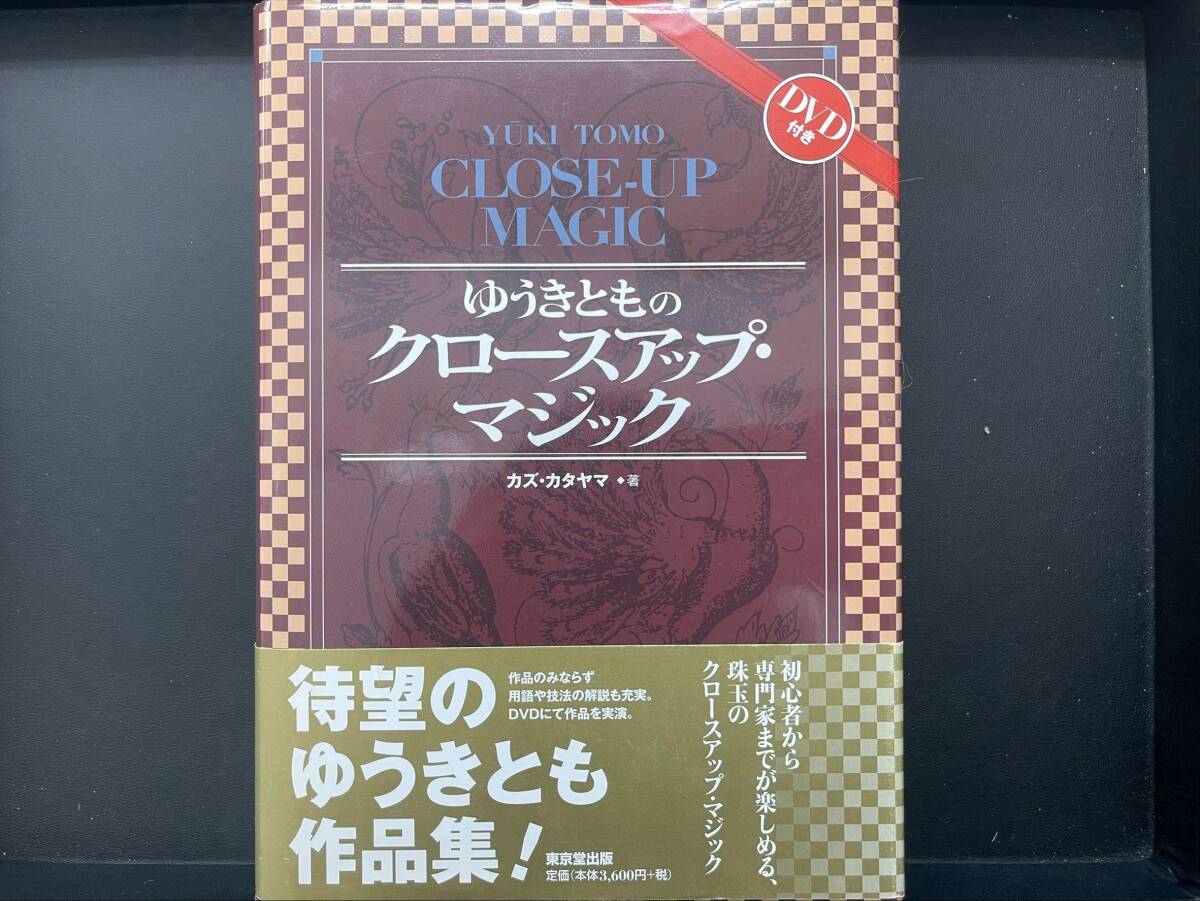 DVD
付き
YŪKI TOMO
CLOSE-UP
MAGIC
ゆうきともの
クロースアップ・
マジック
カズ・カタヤマ ◆著
待望の
ゆうきとも
作品集!
作品のみならず
用語や技法の解説も充実。
DVDにて作品を実演。
初心者から
専門家までが楽しめる、
珠玉の
クロースアップ・マジック
東京堂出版
定価(本体3,600円+税)